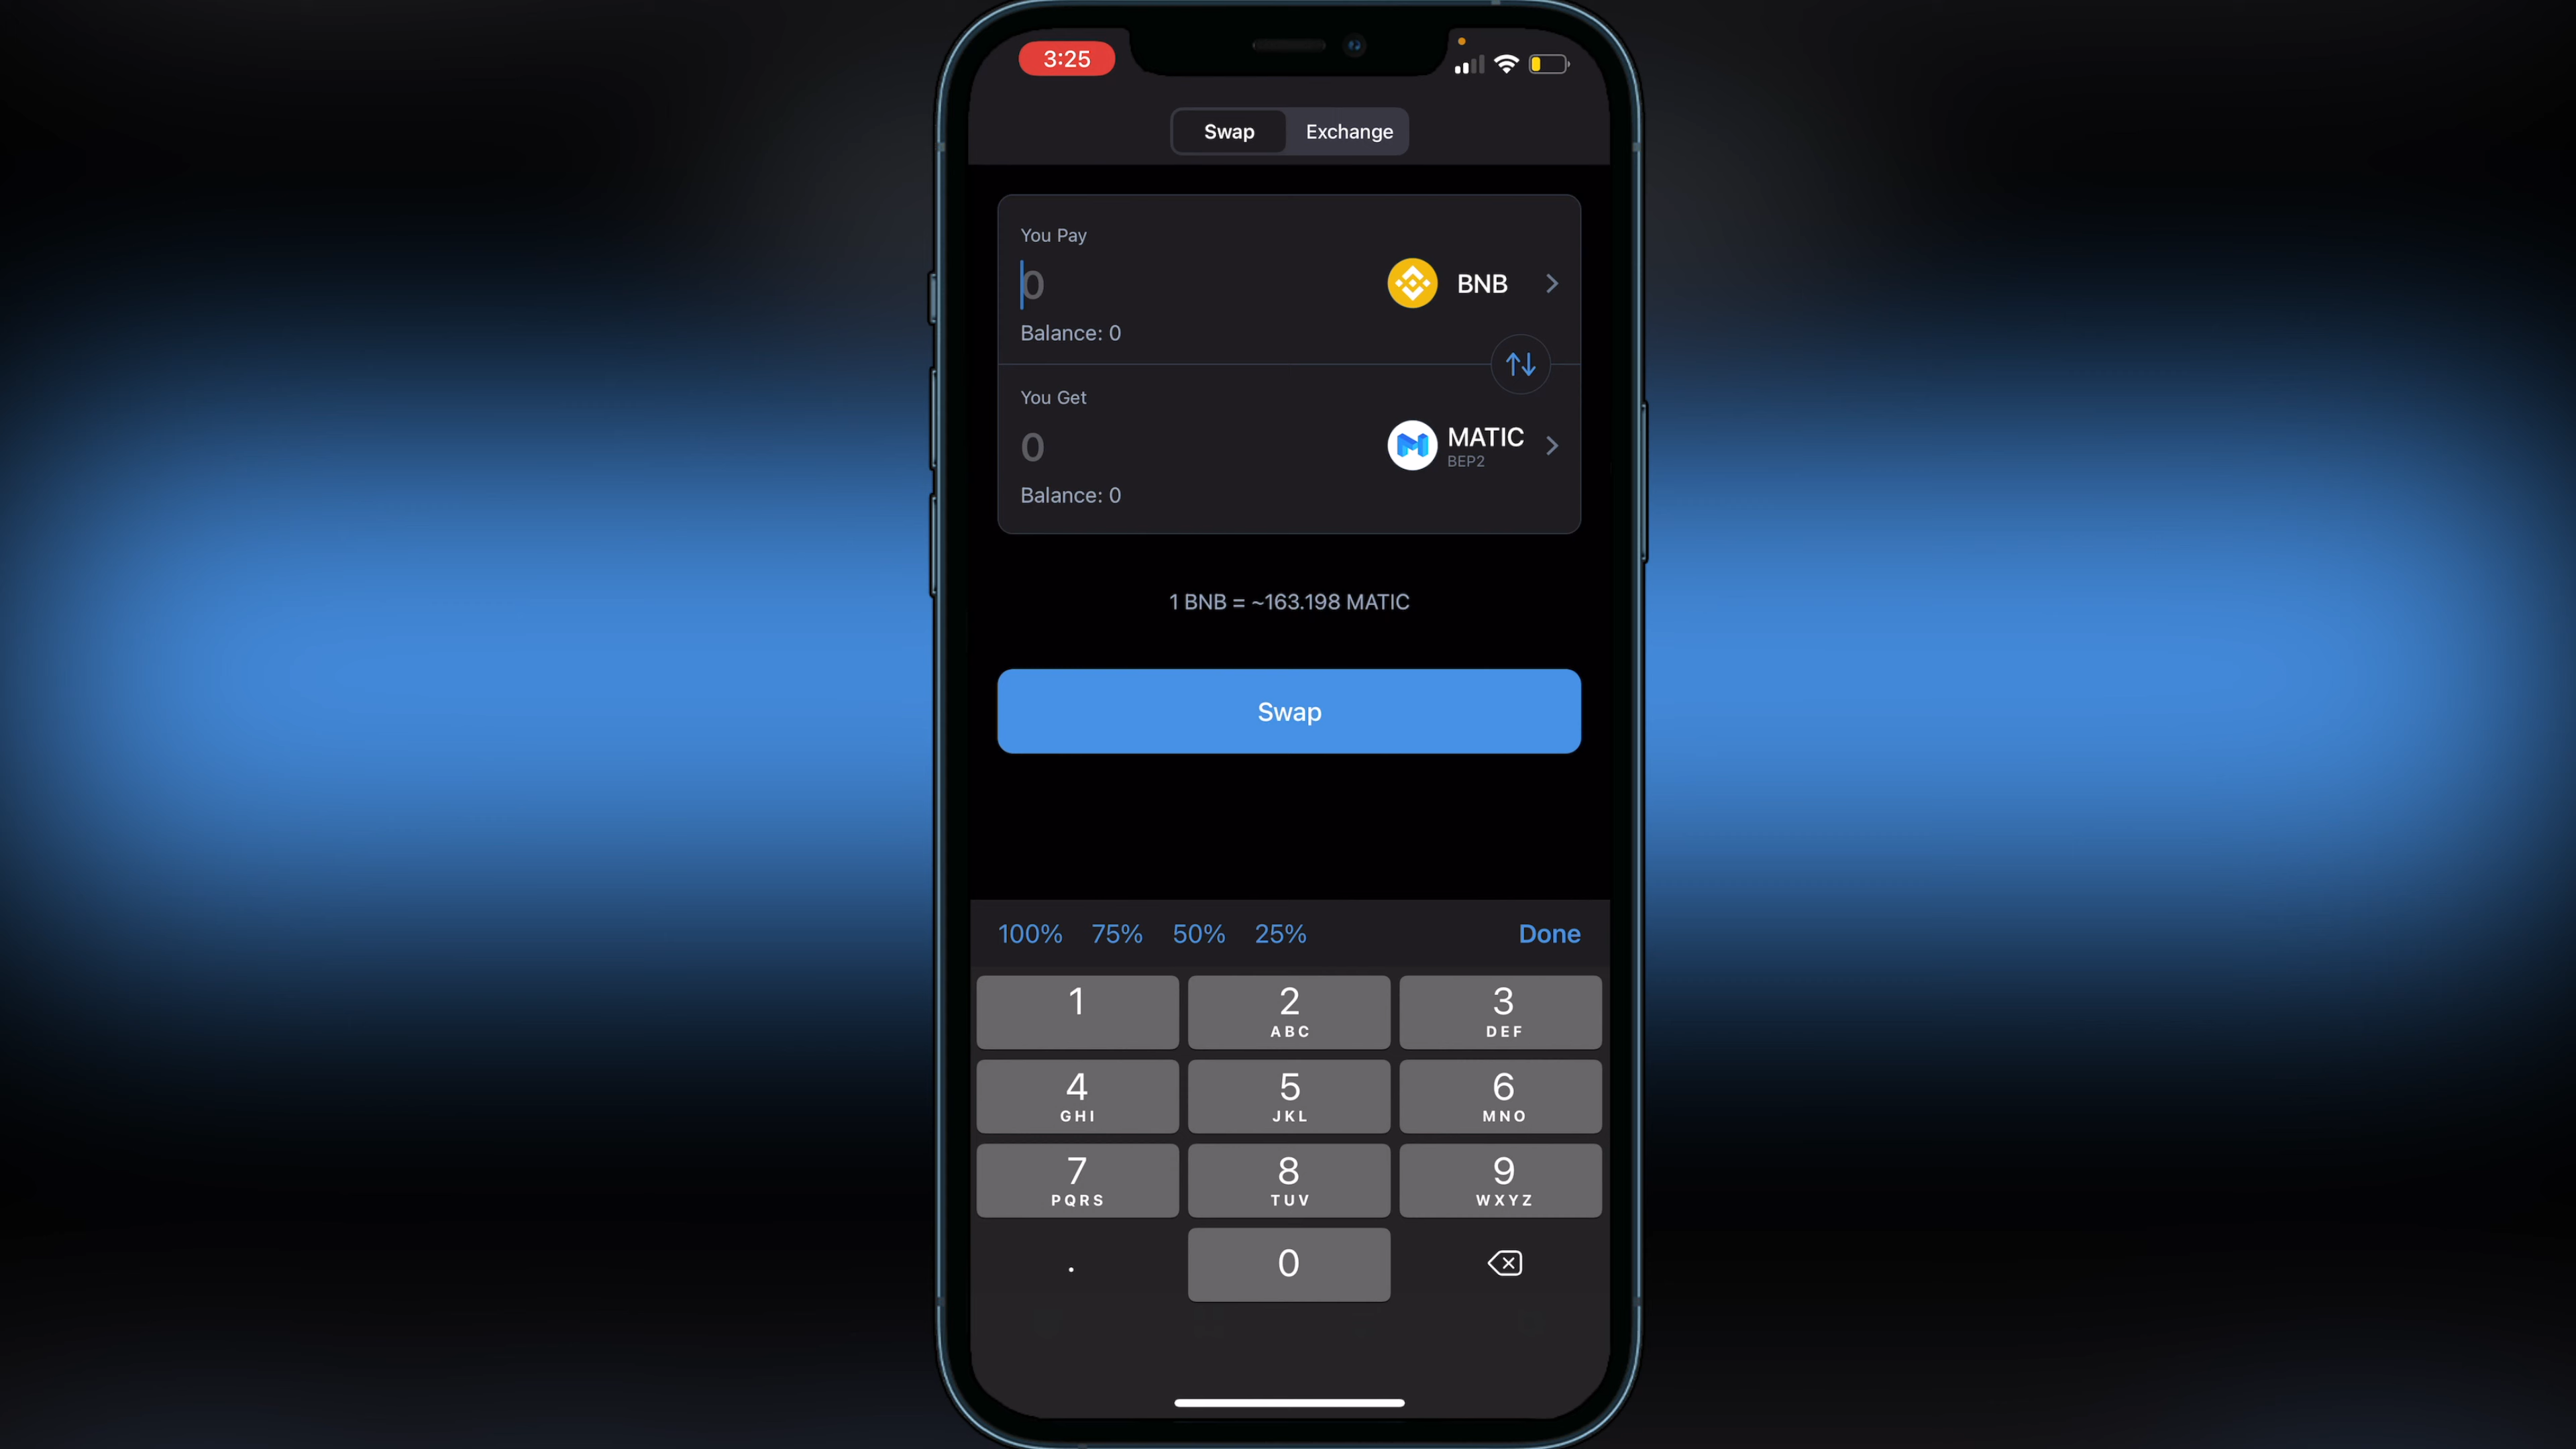 3:25
Swap Exchange
You Pay
0 BNB
Balance: 0
You Get
0 MATIC
BEP2
Balance: 0
1 BNB = ~163.198 MATIC
Swap
100% 75% 50% 25% Done
1 2 3
ABC DEF
4 5 6
GHI JKL MNO
7 8 9
PQRS TUV WXYZ
. 0